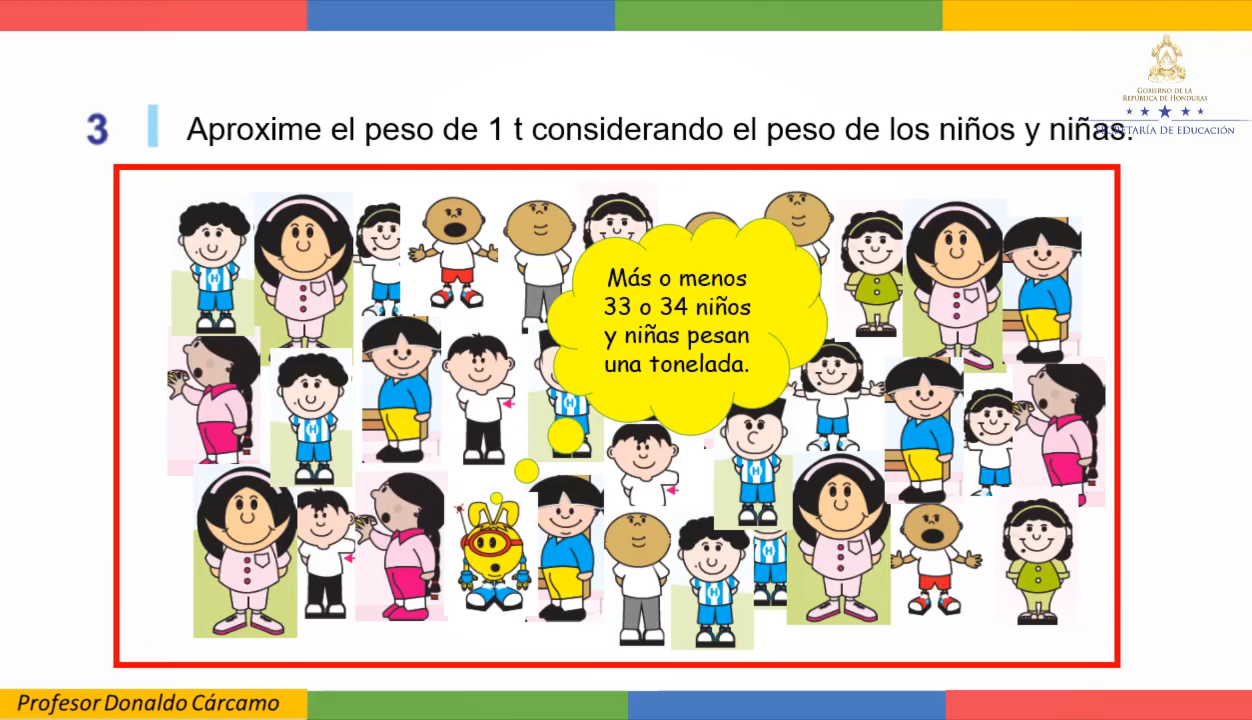 GOBIERNO DE LA
REPÚBLICA DE HONDURAS
3 Aproxime el peso de 1 t considerando el peso de los niños y niñas.
SECRETARÍA DE EDUCACIÓN
Más o menos
33 o 34 niños
y niñas pesan
una tonelada.
Profesor Donaldo Cárcamo